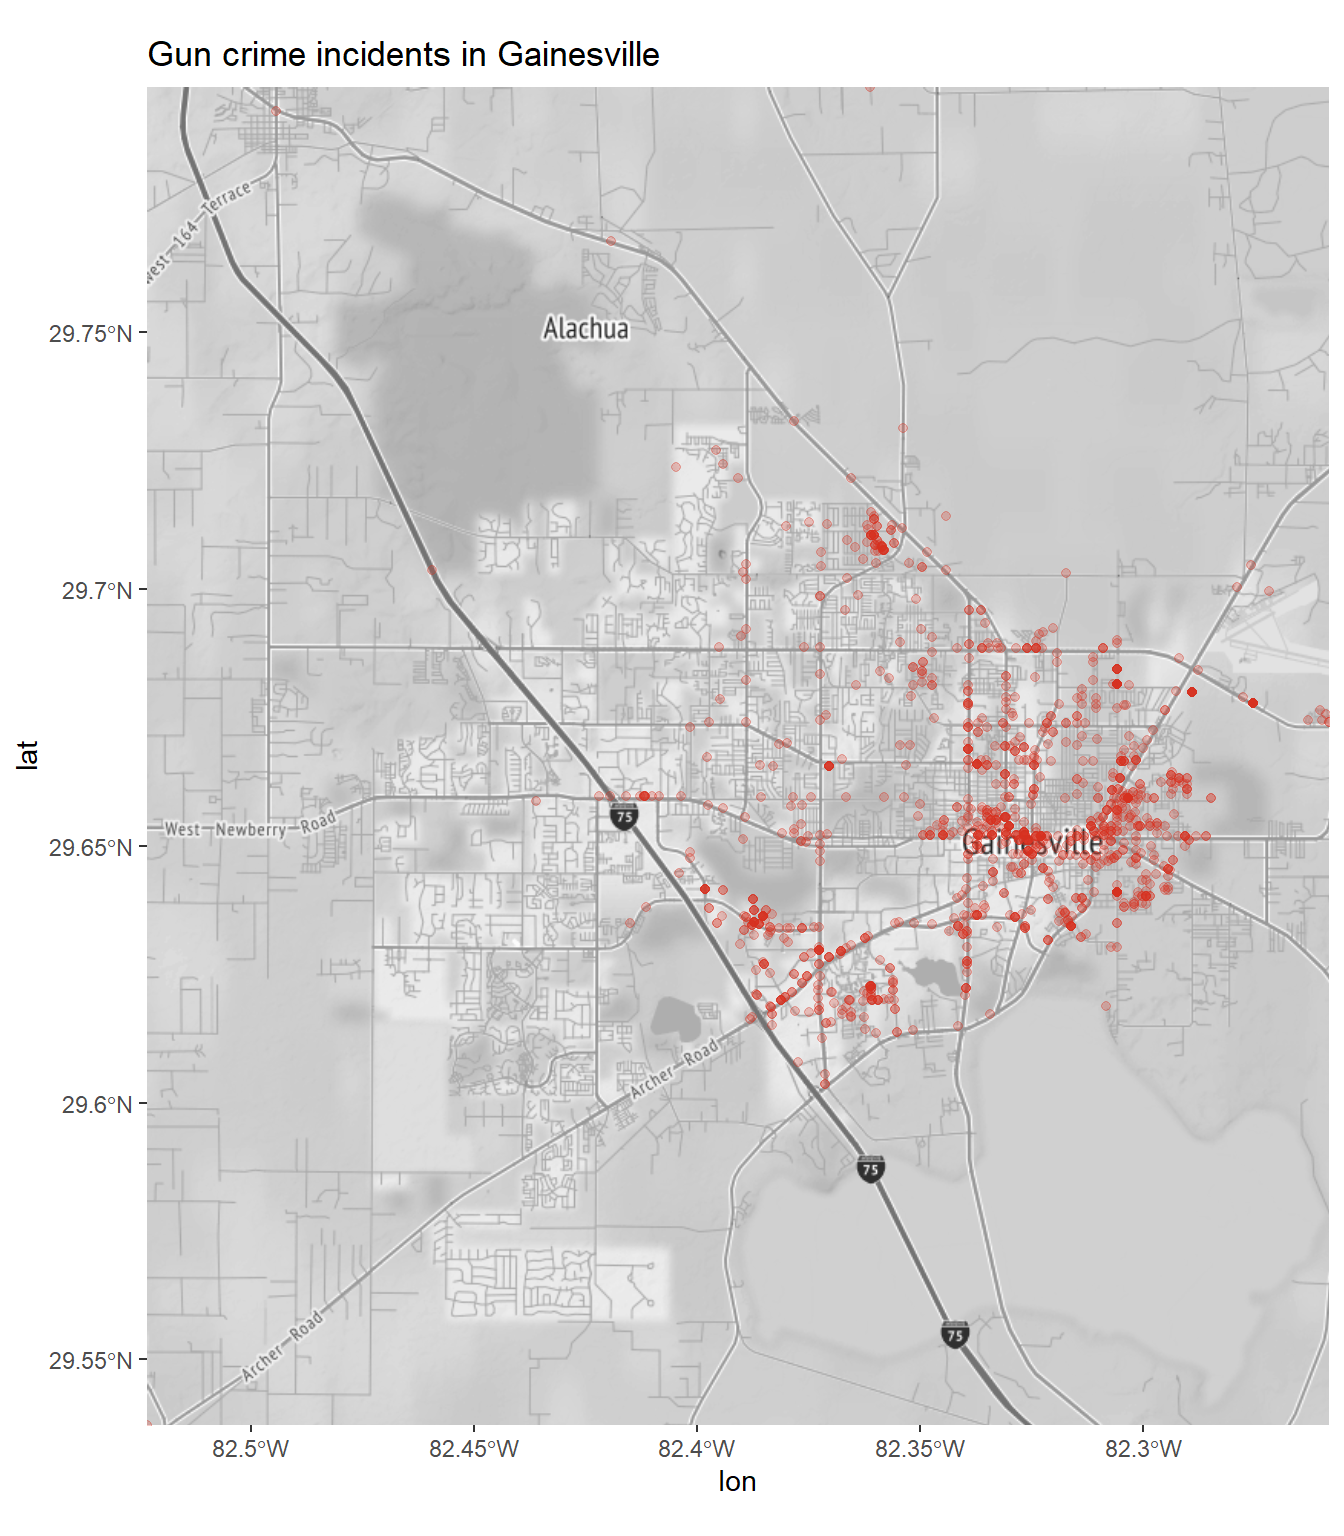 Gun crime incidents in Gainesville
West 164 Terrace
Alachua
29.75°N
29.7°N
lat
75
West Newberry Road
Gainesville
29.65°N
Archer Road
29.6°N
75
75
Archer Road
29.55°N
82.5°W
82.45°W
82.4°W
82.35°W
82.3°W
lon